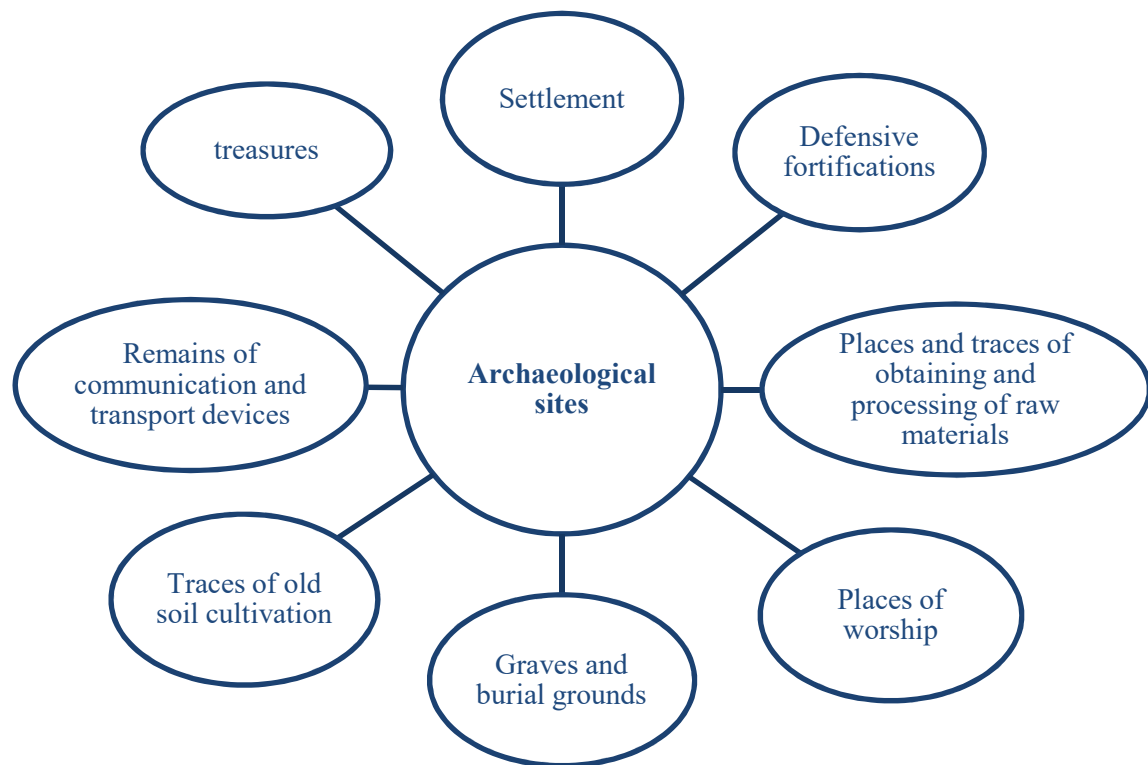 Settlement
Defensive
fortifications
Places and traces of
obtaining and
processing of raw
materials
Places of
worship
Graves and
burial grounds
Traces of old
soil cultivation
Remains of
communication and
transport devices
treasures
Archaeological
sites